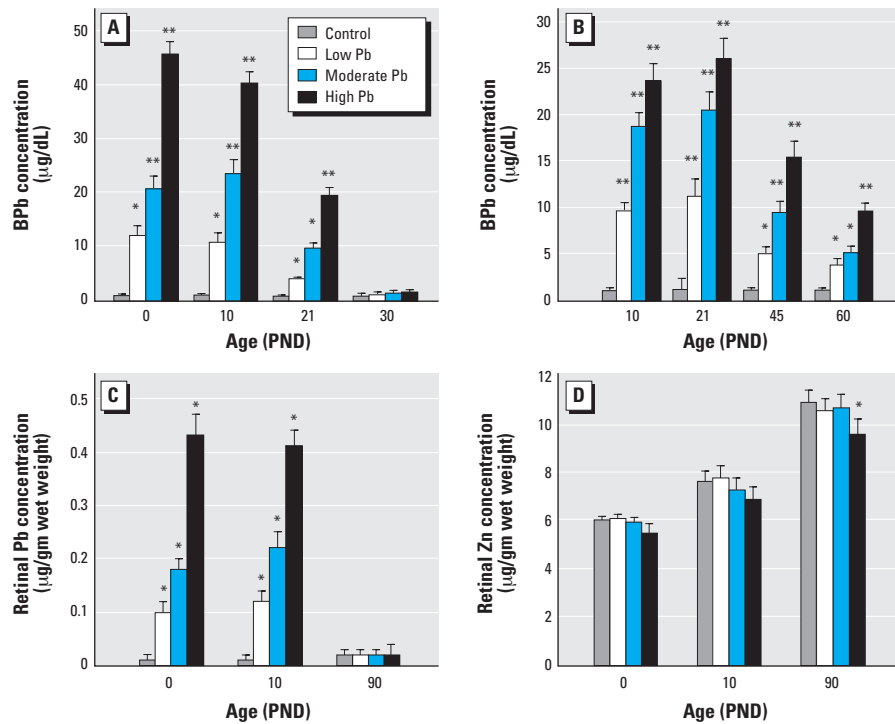 A
Control
Low Pb
Moderate Pb
High Pb
BPb concentration
(µg/dL)
50
40
30
20
10
0
* ** **
* ** **
* * **
0 10 21 30
Age (PND)
B
BPb concentration
(µg/dL)
30
25
20
15
10
5
0
** ** **
** ** **
* ** **
* * **
10 21 45 60
Age (PND)
C
Retinal Pb concentration
(µg/gm wet weight)
0.5
0.4
0.3
0.2
0.1
0
* * *
* * *
0 10 90
Age (PND)
D
Retinal Zn concentration
(µg/gm wet weight)
12
10
8
6
4
2
0
*
0 10 90
Age (PND)